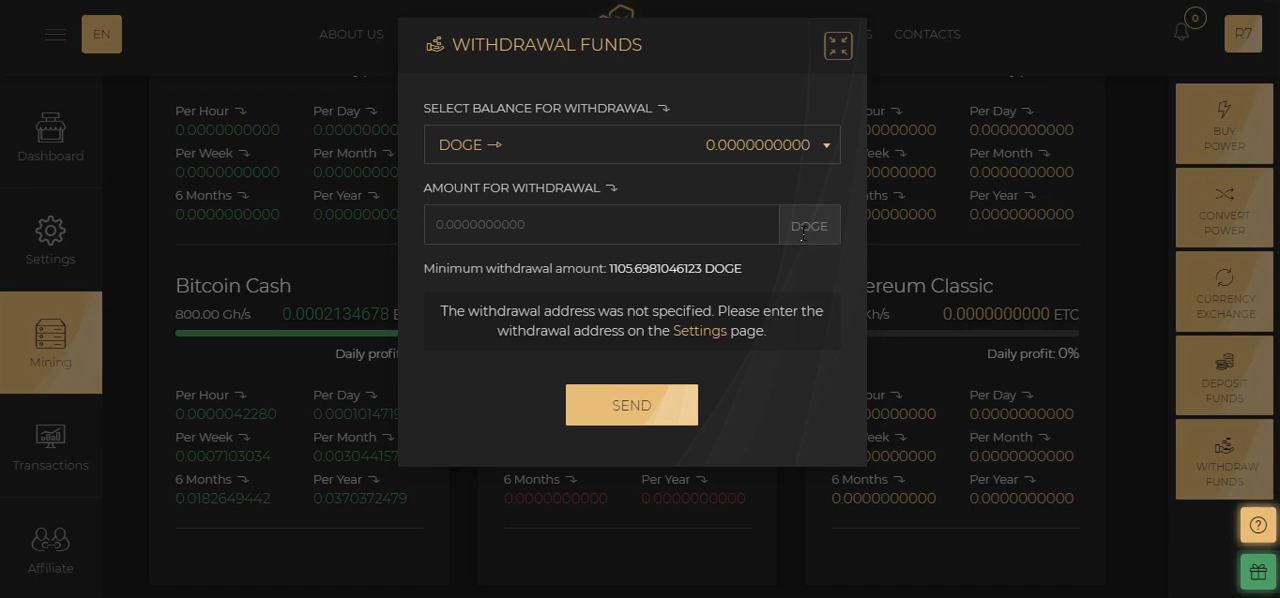 EN
ABOUT US
CONTACTS
0
R7
WITHDRAWAL FUNDS
SELECT BALANCE FOR WITHDRAWAL
DOGE 0.0000000000
AMOUNT FOR WITHDRAWAL
0.0000000000 DOGE
Minimum withdrawal amount: 1105.6981046123 DOGE
The withdrawal address was not specified. Please enter the
withdrawal address on the Settings page.
SEND
Dashboard
Settings
Mining
Transactions
Affiliate
Per Hour Per Day
0.0000000000
Per Week Per Month
0.0000000000
6 Months Per Year
0.0000000000
Bitcoin Cash
800.00 Gh/s 0.0002134678
Daily profit
Per Hour Per Day
0.0000042280
Per Week Per Month
0.0007103034
6 Months Per Year
0.0182649442 0.0370372479
6 Months Per Year
0.0000000000 0.0000000000
Per Day
0.0000000000
Per Month
0.0000000000
Per Year
0.0000000000
Classic
0.0000000000 ETC
Daily profit: 0%
Per Day
0.0000000000
Per Month
0.0000000000
6 Months Per Year
0.0000000000 0.0000000000
BUY
POWER
CONVERT
POWER
CURRENCY
EXCHANGE
DEPOSIT
FUNDS
WITHDRAW
FUNDS